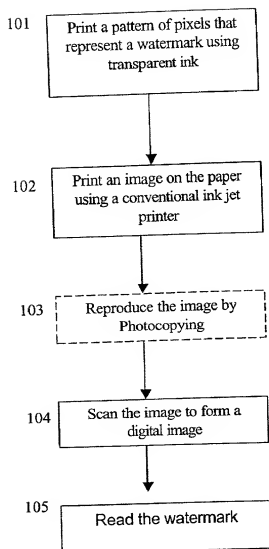 101
Print a pattern of pixels that
represent a watermark using
transparent ink
102
Print an image on the paper
using a conventional ink jet
printer
103
Reproduce the image by
Photocopying
104
Scan the image to form a
digital image
105
Read the watermark